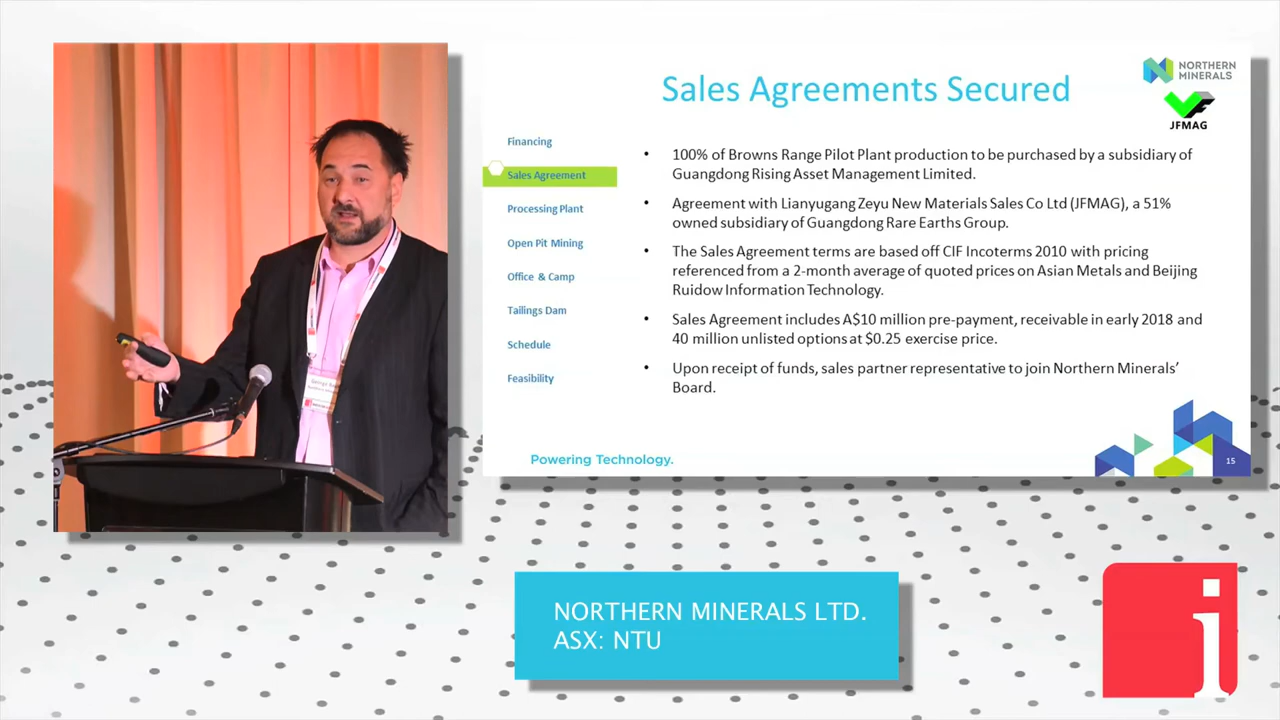 NORTHERN
MINERALS
JFMAG
Sales Agreements Secured
Financing
Sales Agreement
Processing Plant
Open Pit Mining
Office & Camp
Tailings Dam
Schedule
Feasibility
• 100% of Browns Range Pilot Plant production to be purchased by a subsidiary of
Guangdong Rising Asset Management Limited.
• Agreement with Lianyugang Zeyu New Materials Sales Co Ltd (JFMAG), a 51%
owned subsidiary of Guangdong Rare Earths Group.
• The Sales Agreement terms are based off CIF Incoterms 2010 with pricing
referenced from a 2-month average of quoted prices on Asian Metals and Beijing
Ruidow Information Technology.
• Sales Agreement includes A$10 million pre-payment, receivable in early 2018 and
40 million unlisted options at $0.25 exercise price.
• Upon receipt of funds, sales partner representative to join Northern Minerals'
Board.
Powering Technology.
15
NORTHERN MINERALS LTD.
ASX: NTU
i